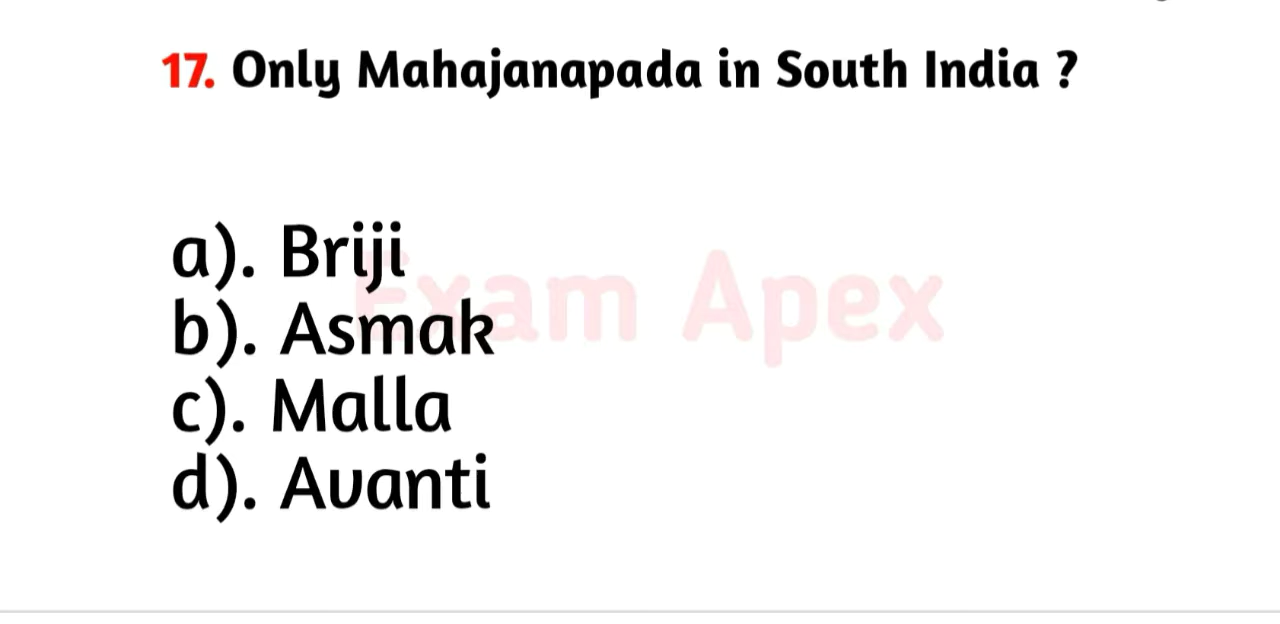 17. Only Mahajanapada in South India ?
Exam Apex
a). Briji
b). Asmak
c). Malla
d). Avanti